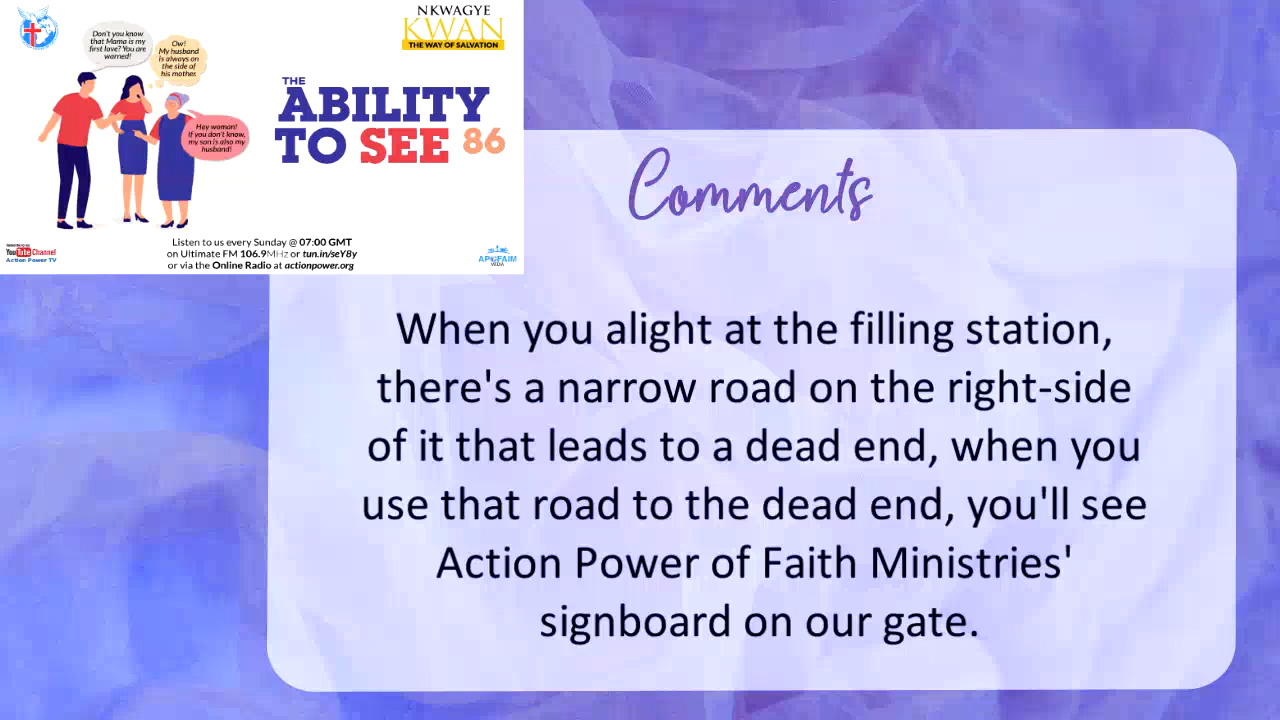 NKWAGYE
KWAN
THE WAY OF SALVATION
Don't you know
that Mama is my
first love? You are
warned!
Ow!
My husband
is always on
the side of
his mother.
Hey woman!
If you don't know,
my son is also my
husband!
THE
ABILITY
TO SEE 86
YouTube Channel
Action Power TV
Listen to us every Sunday @ 07:00 GMT
on Ultimate FM 106.9MHz or tun.in/seY8y
or via the Online Radio at actionpower.org
APOFAIM
MEDIA
Comments
When you alight at the filling station,
there's a narrow road on the right-side
of it that leads to a dead end, when you
use that road to the dead end, you'll see
Action Power of Faith Ministries'
signboard on our gate.